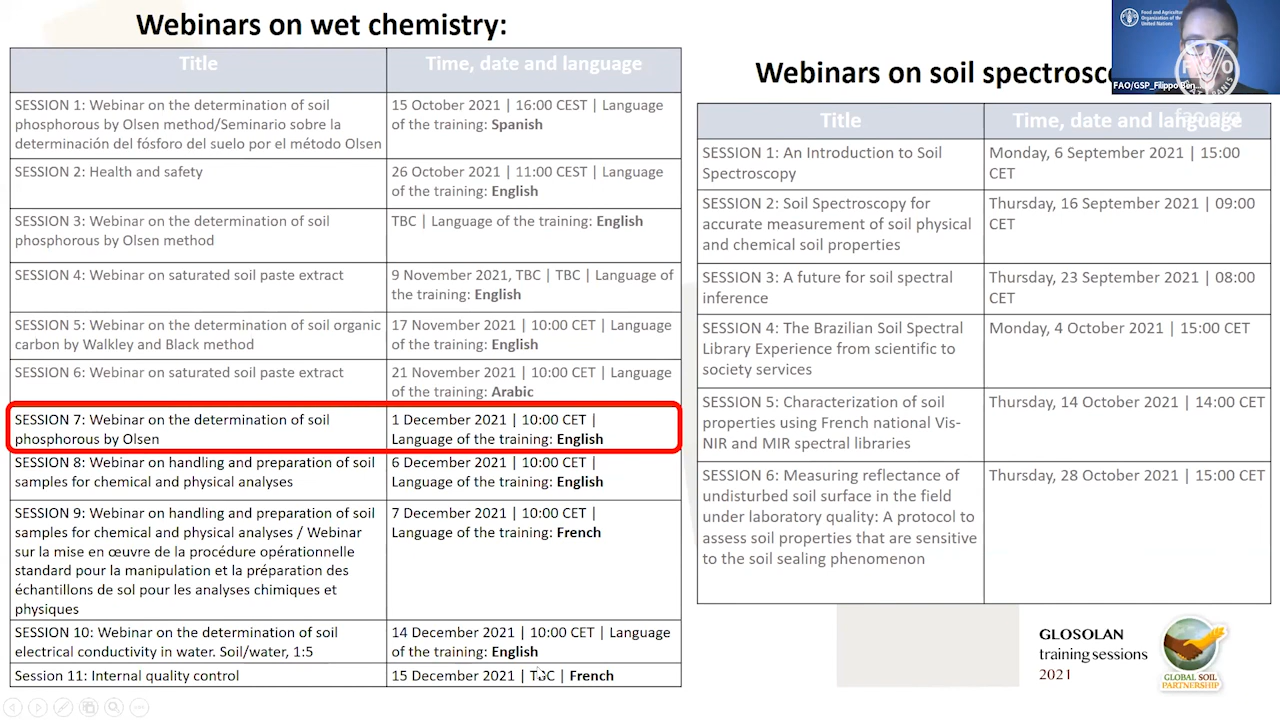 Webinars on wet chemistry:
Title
Time, date and language
SESSION 1: Webinar on the determination of soil
phosphorous by Olsen method/Seminario sobre la
determinación del fósforo del suelo por el método Olsen
15 October 2021 | 16:00 CEST | Language
of the training: Spanish
SESSION 2: Health and safety
26 October 2021 | 11:00 CEST | Language
of the training: English
SESSION 3: Webinar on the determination of soil
phosphorous by Olsen method
TBC | Language of the training: English
SESSION 4: Webinar on saturated soil paste extract
9 November 2021, TBC | TBC | Language of
the training: English
SESSION 5: Webinar on the determination of soil organic
carbon by Walkley and Black method
17 November 2021 | 10:00 CET | Language
of the training: English
SESSION 6: Webinar on saturated soil paste extract
21 November 2021 | 10:00 CET | Language
of the training: Arabic
SESSION 7: Webinar on the determination of soil
phosphorous by Olsen
1 December 2021 | 10:00 CET |
Language of the training: English
SESSION 8: Webinar on handling and preparation of soil
samples for chemical and physical analyses
6 December 2021 | 10:00 CET |
Language of the training: English
SESSION 9: Webinar on handling and preparation of soil
samples for chemical and physical analyses / Webinar
sur la mise en œuvre de la procédure opérationnelle
standard pour la manipulation et la préparation des
échantillons de sol pour les analyses chimiques et
physiques
7 December 2021 | 10:00 CET |
Language of the training: French
SESSION 10: Webinar on the determination of soil
electrical conductivity in water. Soil/water, 1:5
14 December 2021 | 10:00 CET | Language
of the training: English
Session 11: Internal quality control
15 December 2021 | TBC | French
Webinars on soil
Title
Time, date and language
SESSION 1: An Introduction to Soil
Spectroscopy
Monday, 6 September 2021 | 15:00
CET
SESSION 2: Soil Spectroscopy for
accurate measurement of soil physical
and chemical soil properties
Thursday, 16 September 2021 | 09:00
CET
SESSION 3: A future for soil spectral
inference
Thursday, 23 September 2021 | 08:00
CET
SESSION 4: The Brazilian Soil Spectral
Library Experience from scientific to
society services
Monday, 4 October 2021 | 15:00 CET
SESSION 5: Characterization of soil
properties using French national Vis-
NIR and MIR spectral libraries
Thursday, 14 October 2021 | 14:00 CET
SESSION 6: Measuring reflectance of
undisturbed soil surface in the field
under laboratory quality: A protocol to
assess soil properties that are sensitive
to the soil sealing phenomenon
Thursday, 28 October 2021 | 15:00 CET
Food and
Organization of the
United Nations
FAO/GSP_Filippo
fao.org
GLOSOLAN
training sessions
2021
GLOBAL SOIL
PARTNERSHIP